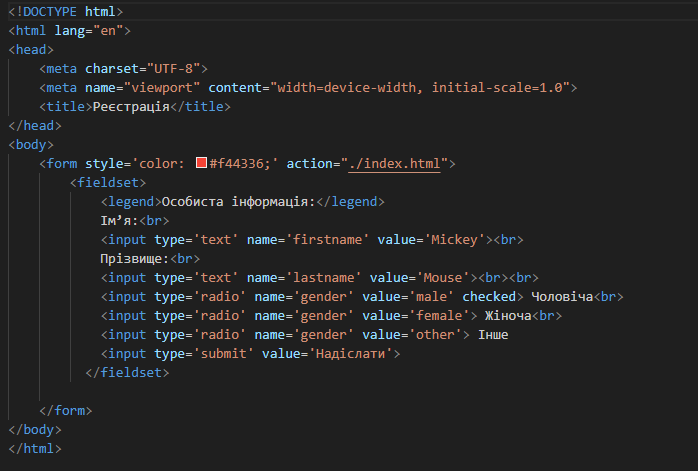 <!DOCTYPE html>
<html lang="en">
<head>
    <meta charset="UTF-8">
    <meta name="viewport" content="width=device-width, initial-scale=1.0">
    <title>Реєстрація</title>
</head>
<body>
    <form style='color: #f44336;' action="./index.html">
        <fieldset>
            <legend>Особиста інформація:</legend>
            Ім’я:<br>
            <input type='text' name='firstname' value='Mickey'><br>
            Прізвище:<br>
            <input type='text' name='lastname' value='Mouse'><br><br>
            <input type='radio' name='gender' value='male' checked> Чоловіча<br>
            <input type='radio' name='gender' value='female'> Жіноча<br>
            <input type='radio' name='gender' value='other'> Інше
            <input type='submit' value='Надіслати'>
          </fieldset>
    </form>
</body>
</html>